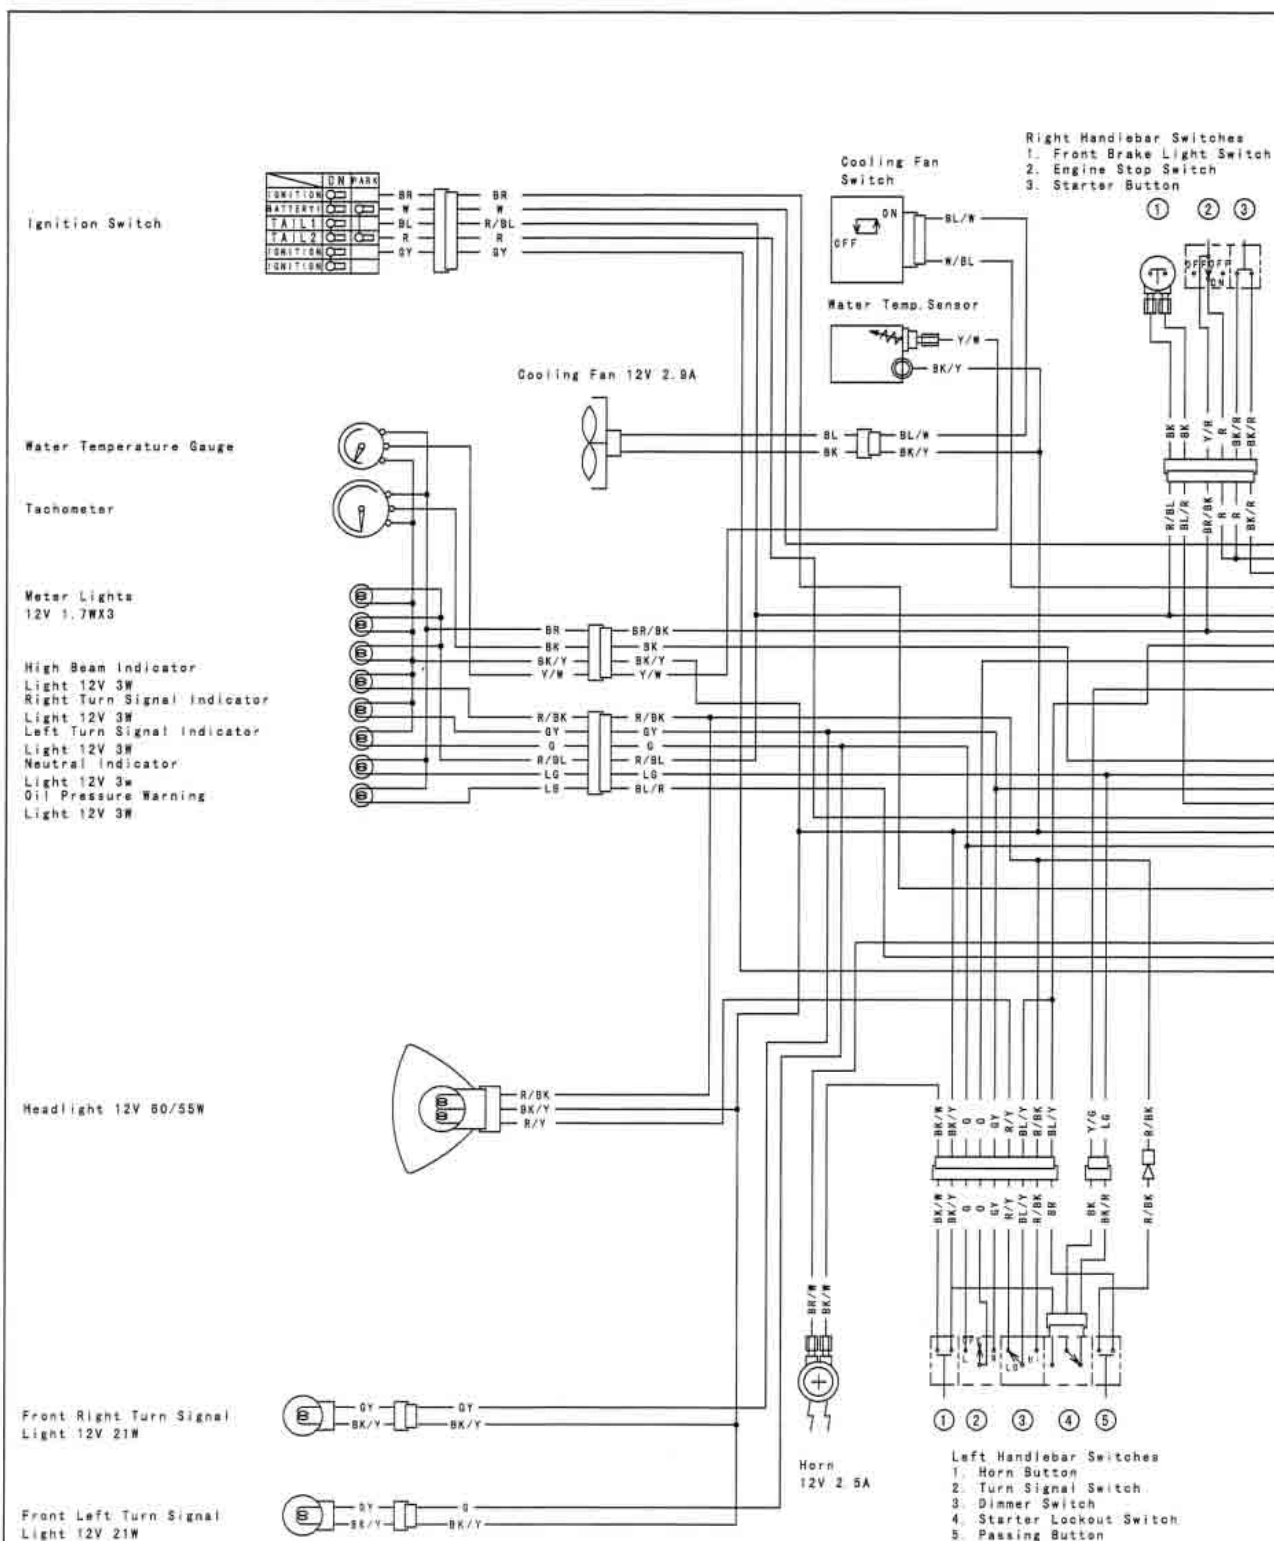 Right Handlebar Switches
1. Front Brake Light Switch
2. Engine Stop Switch
3. Starter Button
1 2 3
Cooling Fan
Switch
ON
OFF
BL/W
W/BL
Ignition Switch
ON PARK
IGNITION
BATTERY1
TAIL1
TAIL2
IGNITION
IGNITION
BR BR
W W
BL R/BL
R R
GY GY
OFF OFF
ON
Water Temp.Sensor
Y/W
BK/Y
Cooling Fan 12V 2.9A
BL BL/W
BK BK/Y
BK BK Y/R R BK/R BK/R
R/BL BL/R BR/BK R R BK/R
Water Temperature Gauge
Tachometer
Meter Lights
12V 1.7WX3
High Beam Indicator
Light 12V 3W
Right Turn Signal Indicator
Light 12V 3W
Left Turn Signal Indicator
Light 12V 3W
Neutral Indicator
Light 12V 3w
Oil Pressure Warning
Light 12V 3W
BR BR/BK
BK BK
BK/Y BK/Y
Y/W Y/W
R/BK R/BK
GY GY
G G
R/BL R/BL
LG LG
LB BL/R
Headlight 12V 60/55W
R/BK
BK/Y
R/Y
BK/W BK/Y G O GY R/Y BL/Y R/BK BL/Y Y/G LG R/BK
BK/W BK/Y G O GY R/Y BL/Y R/BK BR BK BK/R R/BK
BR/W BK/W
L
LO
Horn
12V 2.5A
1 2 3 4 5
Left Handlebar Switches
1. Horn Button
2. Turn Signal Switch
3. Dimmer Switch
4. Starter Lockout Switch
5. Passing Button
Front Right Turn Signal
Light 12V 21W
GY GY
BK/Y BK/Y
Front Left Turn Signal
Light 12V 21W
GY G
BK/Y BK/Y